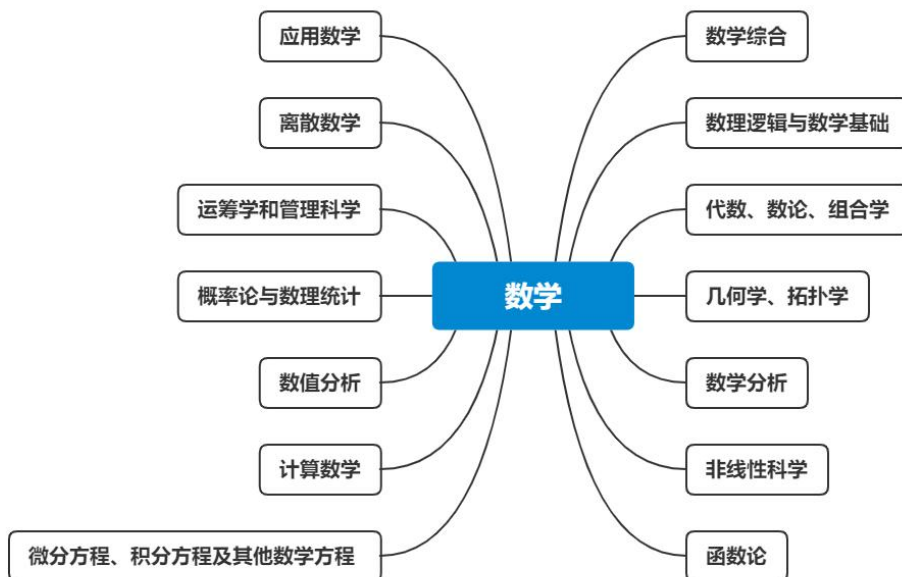 应用数学
数学综合
离散数学
数理逻辑与数学基础
运筹学和管理科学
代数、数论、组合学
概率论与数理统计
数学
几何学、拓扑学
数值分析
数学分析
计算数学
非线性科学
微分方程、积分方程及其他数学方程
函数论